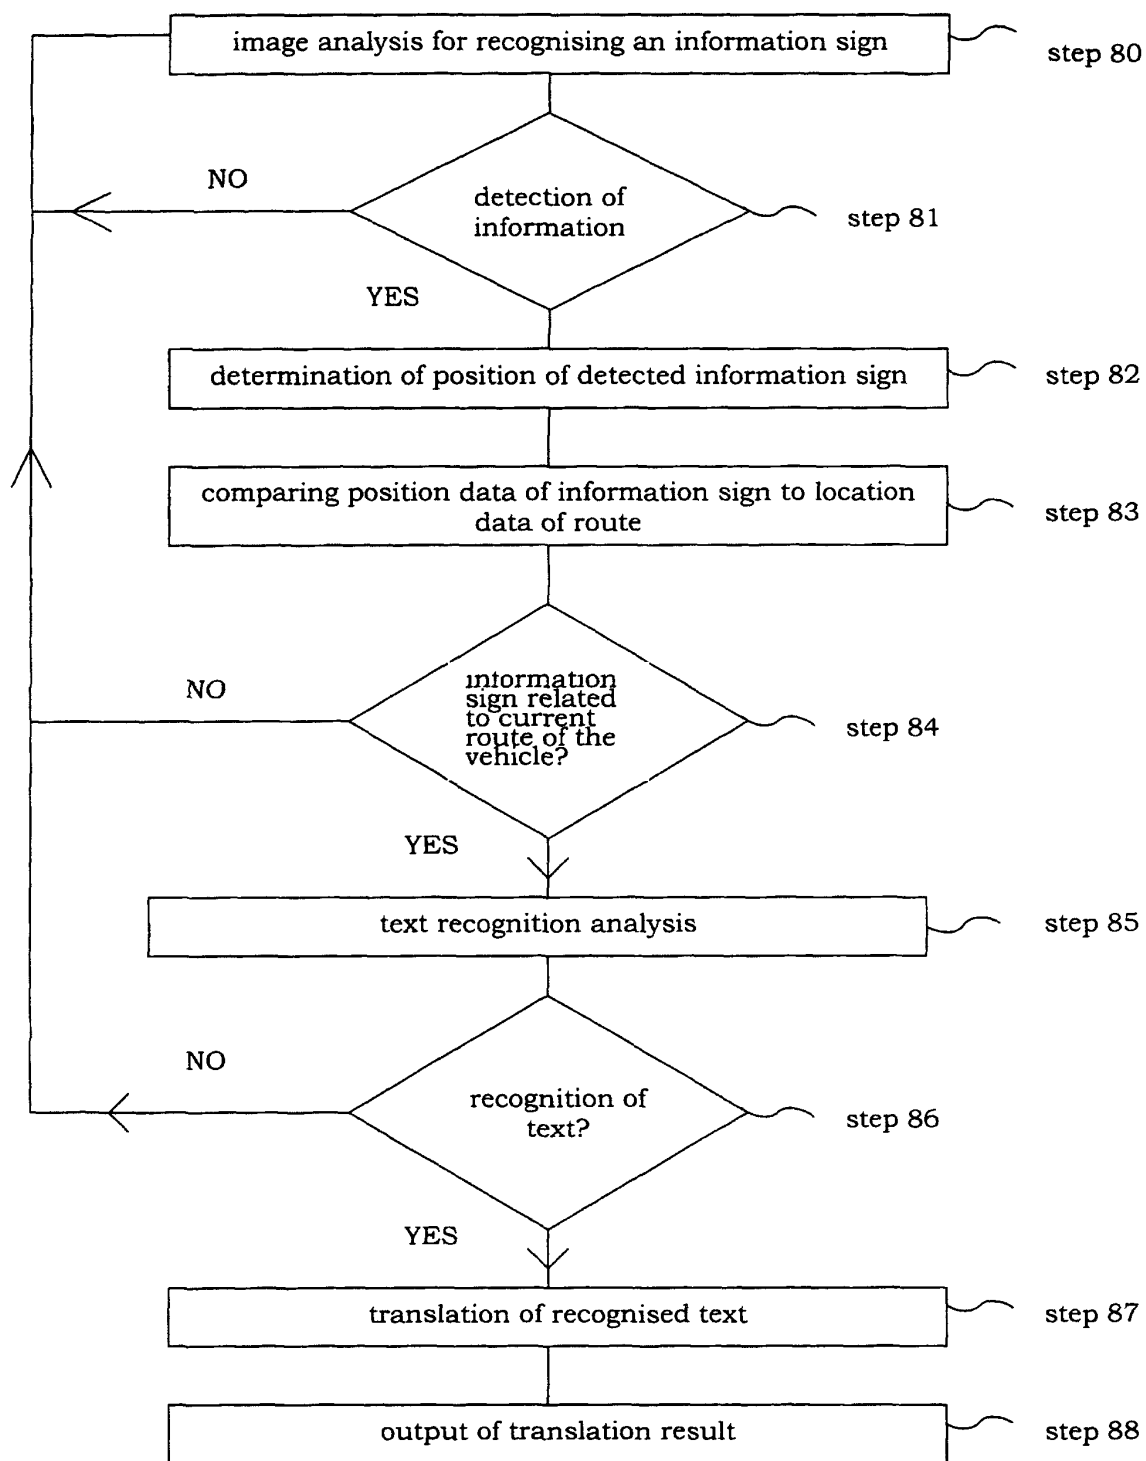 image analysis for recognising an information sign
step 80
NO
detection of
information
step 81
YES
determination of position of detected information sign
step 82
comparing position data of information sign to location
data of route
step 83
NO
information
sign related
to current
route of the
vehicle?
step 84
YES
text recognition analysis
step 85
NO
recognition of
text?
step 86
YES
translation of recognised text
step 87
output of translation result
step 88